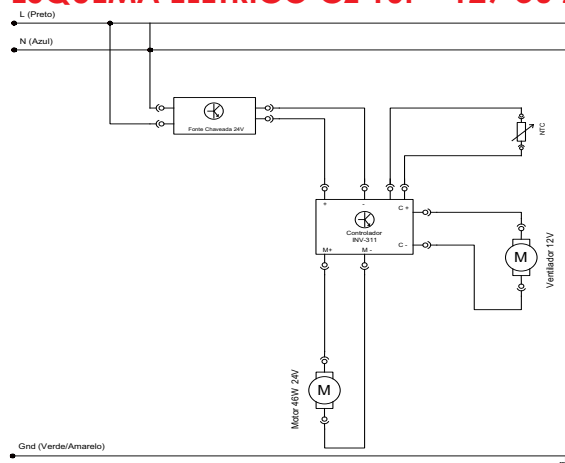 L (Preto)
N (Azul)
Fonte Chaveada 24V
NTC
+ -
C +
Controlador
INV-311
M+ M - C -
Ventilador 12V
M
Motor 46W 24V
M
Gnd (Verde/Amarelo)